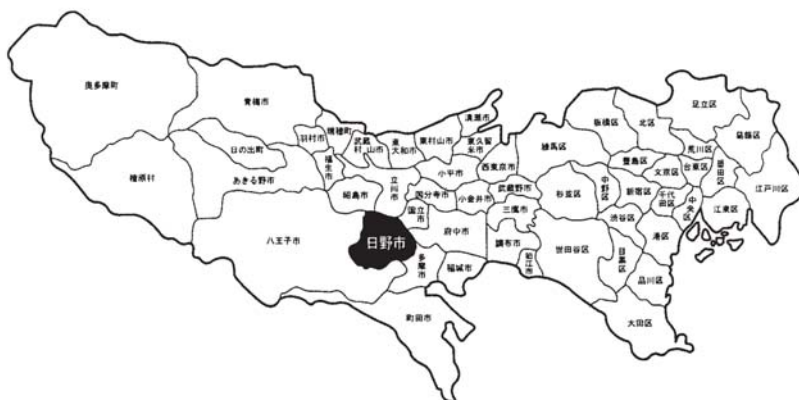 奥多摩町
青梅市
檜原村
日の出町
あきる野市
羽村市
瑞穂町
福生市
武蔵
村山市
東
大和市
東村山市
清瀬市
東久留
米市
西東京市
昭島市
立川市
小平市
国分寺市
小金井市
武蔵野市
三鷹市
国立市
府中市
調布市
狛江市
八王子市
日野市
多摩市
稲城市
町田市
練馬区
板橋区
北区
足立区
葛飾区
荒川区
豊島区
文京区
台東区
墨田区
江戸川区
杉並区
中野区
新宿区
千代
田区
中央区
江東区
渋谷区
港区
世田谷区
目黒区
品川区
大田区